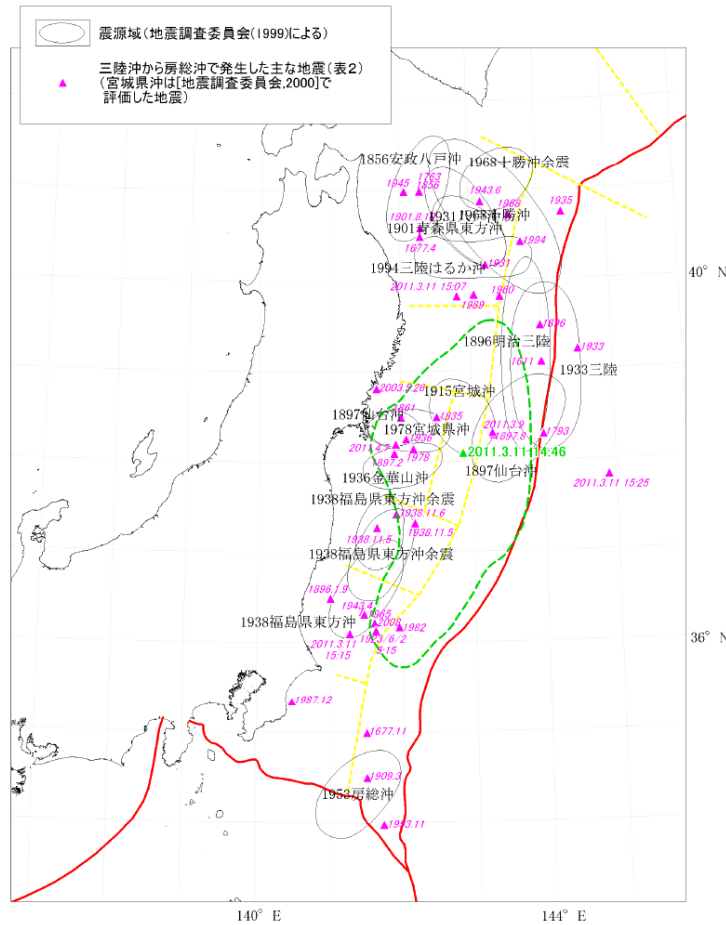 震源域(地震調査委員会(1999)による)
三陸沖から房総沖で発生した主な地震(表2)
(宮城県沖は[地震調査委員会,2000]で
評価した地震)
1856安政八戸沖
1968十勝沖余震
1763
1856
1945
1943.6
1968
1935
1968十勝沖
1901青森県東方沖
1677.4
1994
1994三陸はるか沖
1931
40° N
2011.3.11 15:07
1989
1960
1896
1896明治三陸
1933
1611
1933三陸
2003.5.26
1915宮城沖
1897仙台沖
1861
1835
1978宮城県沖
2011.3.9
1897.8
1793
1936
2011.4.7
1978
2011.3.11 14:46
1897.2
1897仙台沖
1936金華山沖
2011.3.11 15:25
1938福島県東方沖余震
1938.11.6
1938.11.5
1938.11.5
1938福島県東方沖余震
1896.1.9
1943.4
1965
1938福島県東方沖
2008
1982
36° N
2011.3.11
15:15
1923/6/2
5:15
1987.12
1677.11
1909.3
1953房総沖
1953.11
140° E
144° E